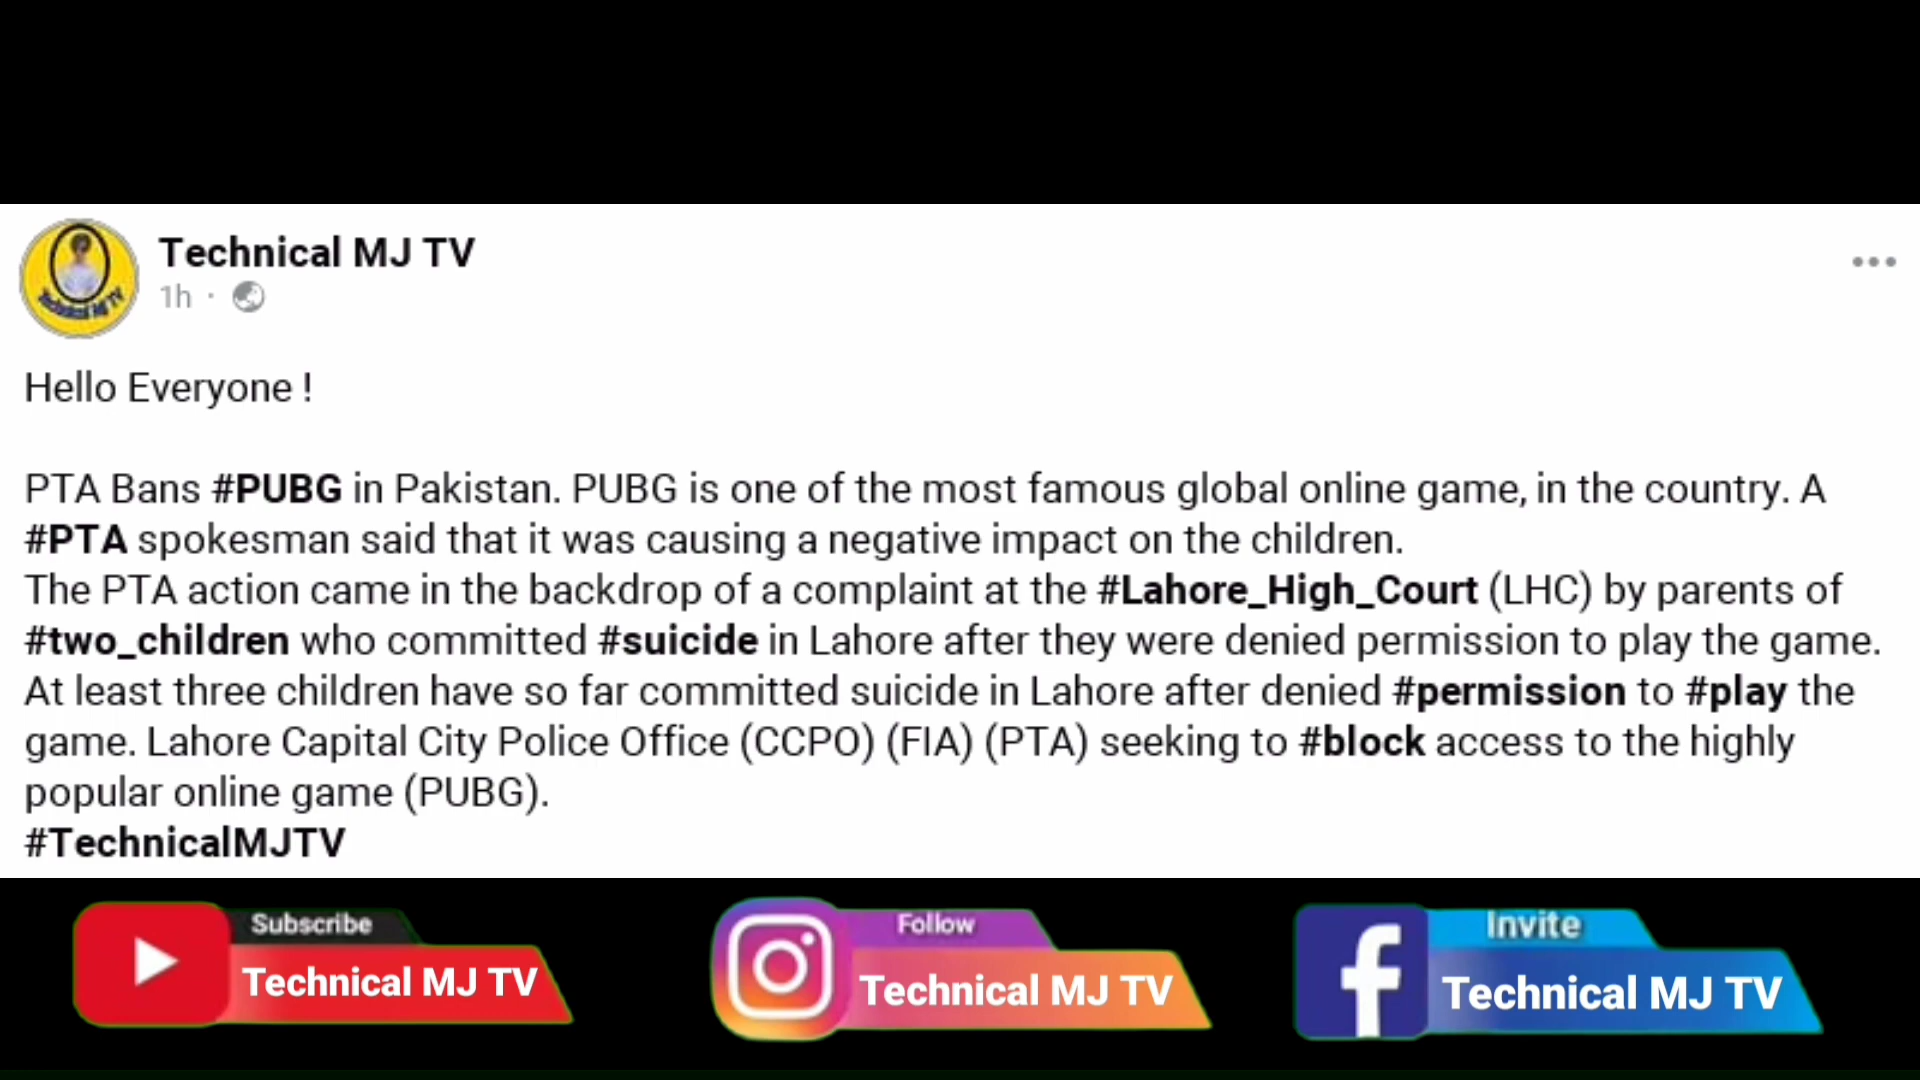 Technical MJ TV
1h ·
Technical MJ TV
Hello Everyone !
PTA Bans #PUBG in Pakistan. PUBG is one of the most famous global online game, in the country. A
#PTA spokesman said that it was causing a negative impact on the children.
The PTA action came in the backdrop of a complaint at the #Lahore_High_Court (LHC) by parents of
#two_children who committed #suicide in Lahore after they were denied permission to play the game.
At least three children have so far committed suicide in Lahore after denied #permission to #play the
game. Lahore Capital City Police Office (CCPO) (FIA) (PTA) seeking to #block access to the highly
popular online game (PUBG).
#TechnicalMJTV
Subscribe
Technical MJ TV
Follow
Technical MJ TV
Invite
Technical MJ TV